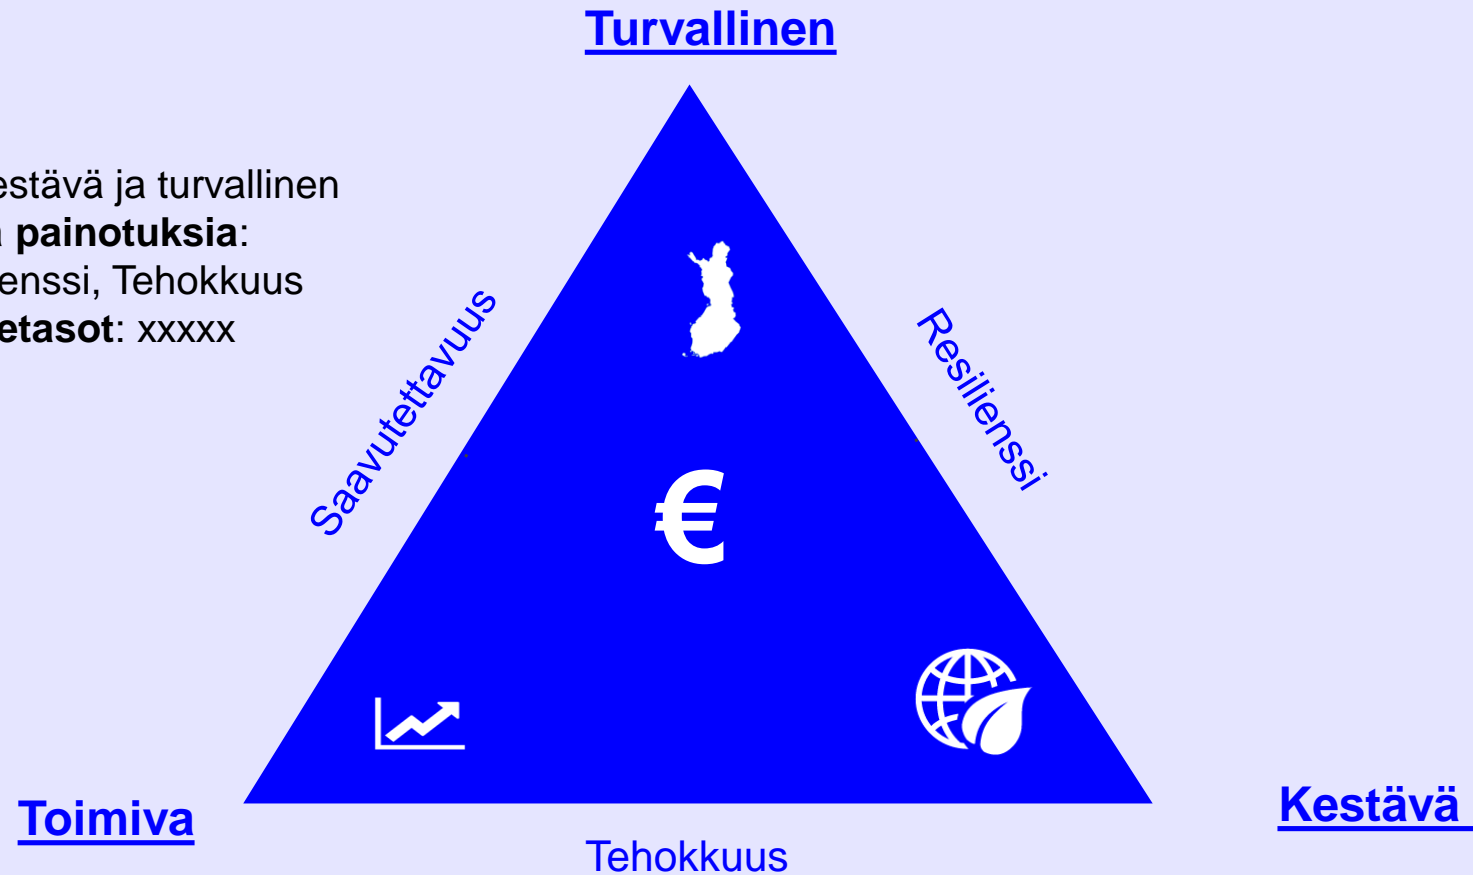 Turvallinen
estävä ja turvallinen
painotuksia:
enssi, Tehokkuus
etasot: xxxxx
Saavutettavuus
Resilienssi
€
Toimiva
Kestävä
Tehokkuus